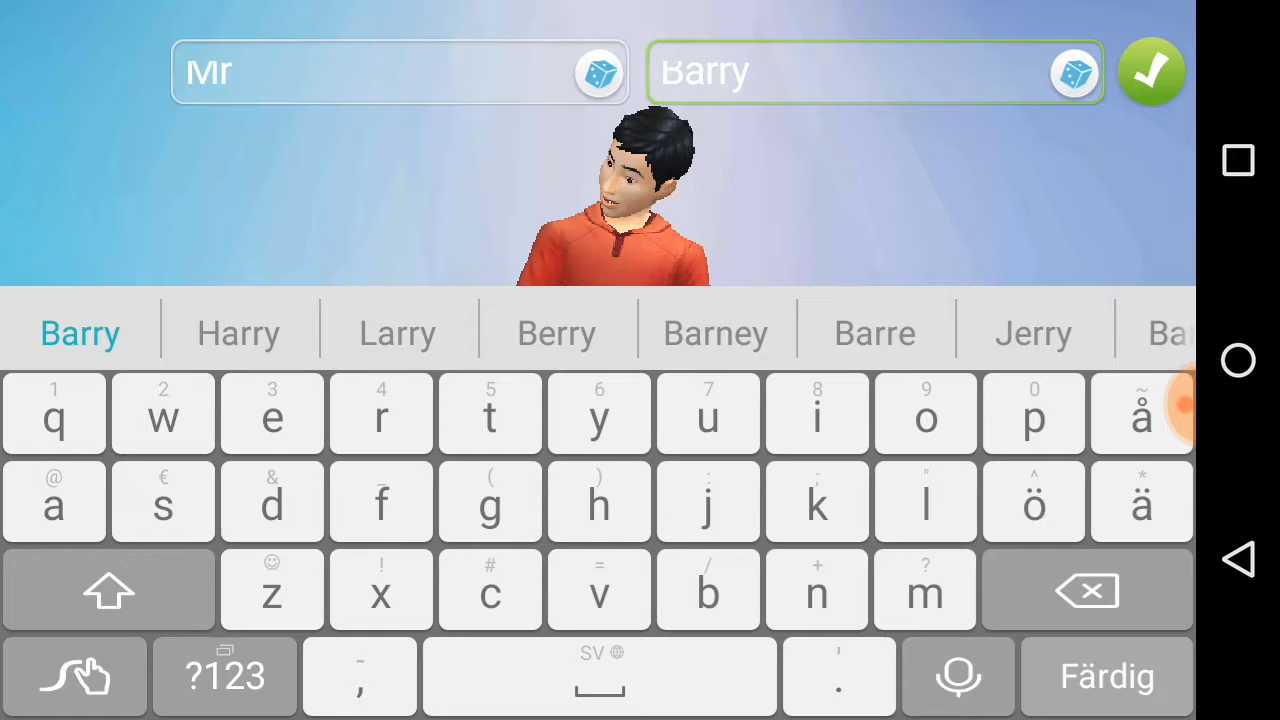 Mr Barry
Barry Harry Larry Berry Barney Barre Jerry Ba
1 2 3 4 5 6 7 8 9 0 ~
q w e r t y u i o p å
@ € & _ ( ) : ; " ^ *
a s d f g h j k l ö ä
! # = / + ?
z x c v b n m
- SV '
?123 , . Färdig